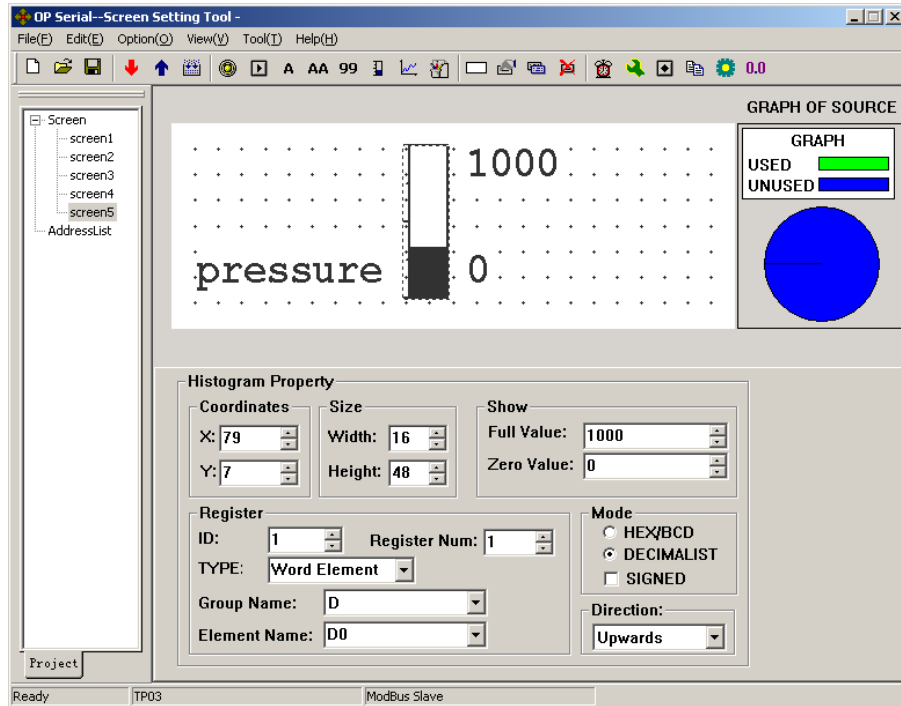 OP Serial--Screen Setting Tool -
File(F) Edit(E) Option(O) View(V) Tool(T) Help(H)
A AA 99 0.0
Screen
screen1
screen2
screen3
screen4
screen5
AddressList
Project
1000
pressure 0
GRAPH OF SOURCE
GRAPH
USED
UNUSED
Histogram Property
Coordinates
X: 79
Y: 7
Size
Width: 16
Height: 48
Show
Full Value: 1000
Zero Value: 0
Register
ID: 1 Register Num: 1
TYPE: Word Element
Group Name: D
Element Name: D0
Mode
HEX/BCD
DECIMALIST
SIGNED
Direction:
Upwards
Ready TP03 ModBus Slave